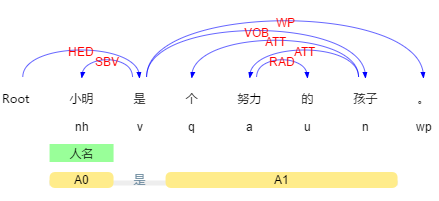 WP
VOB
HED ATT
SBV RAD ATT
Root 小明 是 个 努力 的 孩子 。
nh v q a u n wp
人名
A0 是 A1